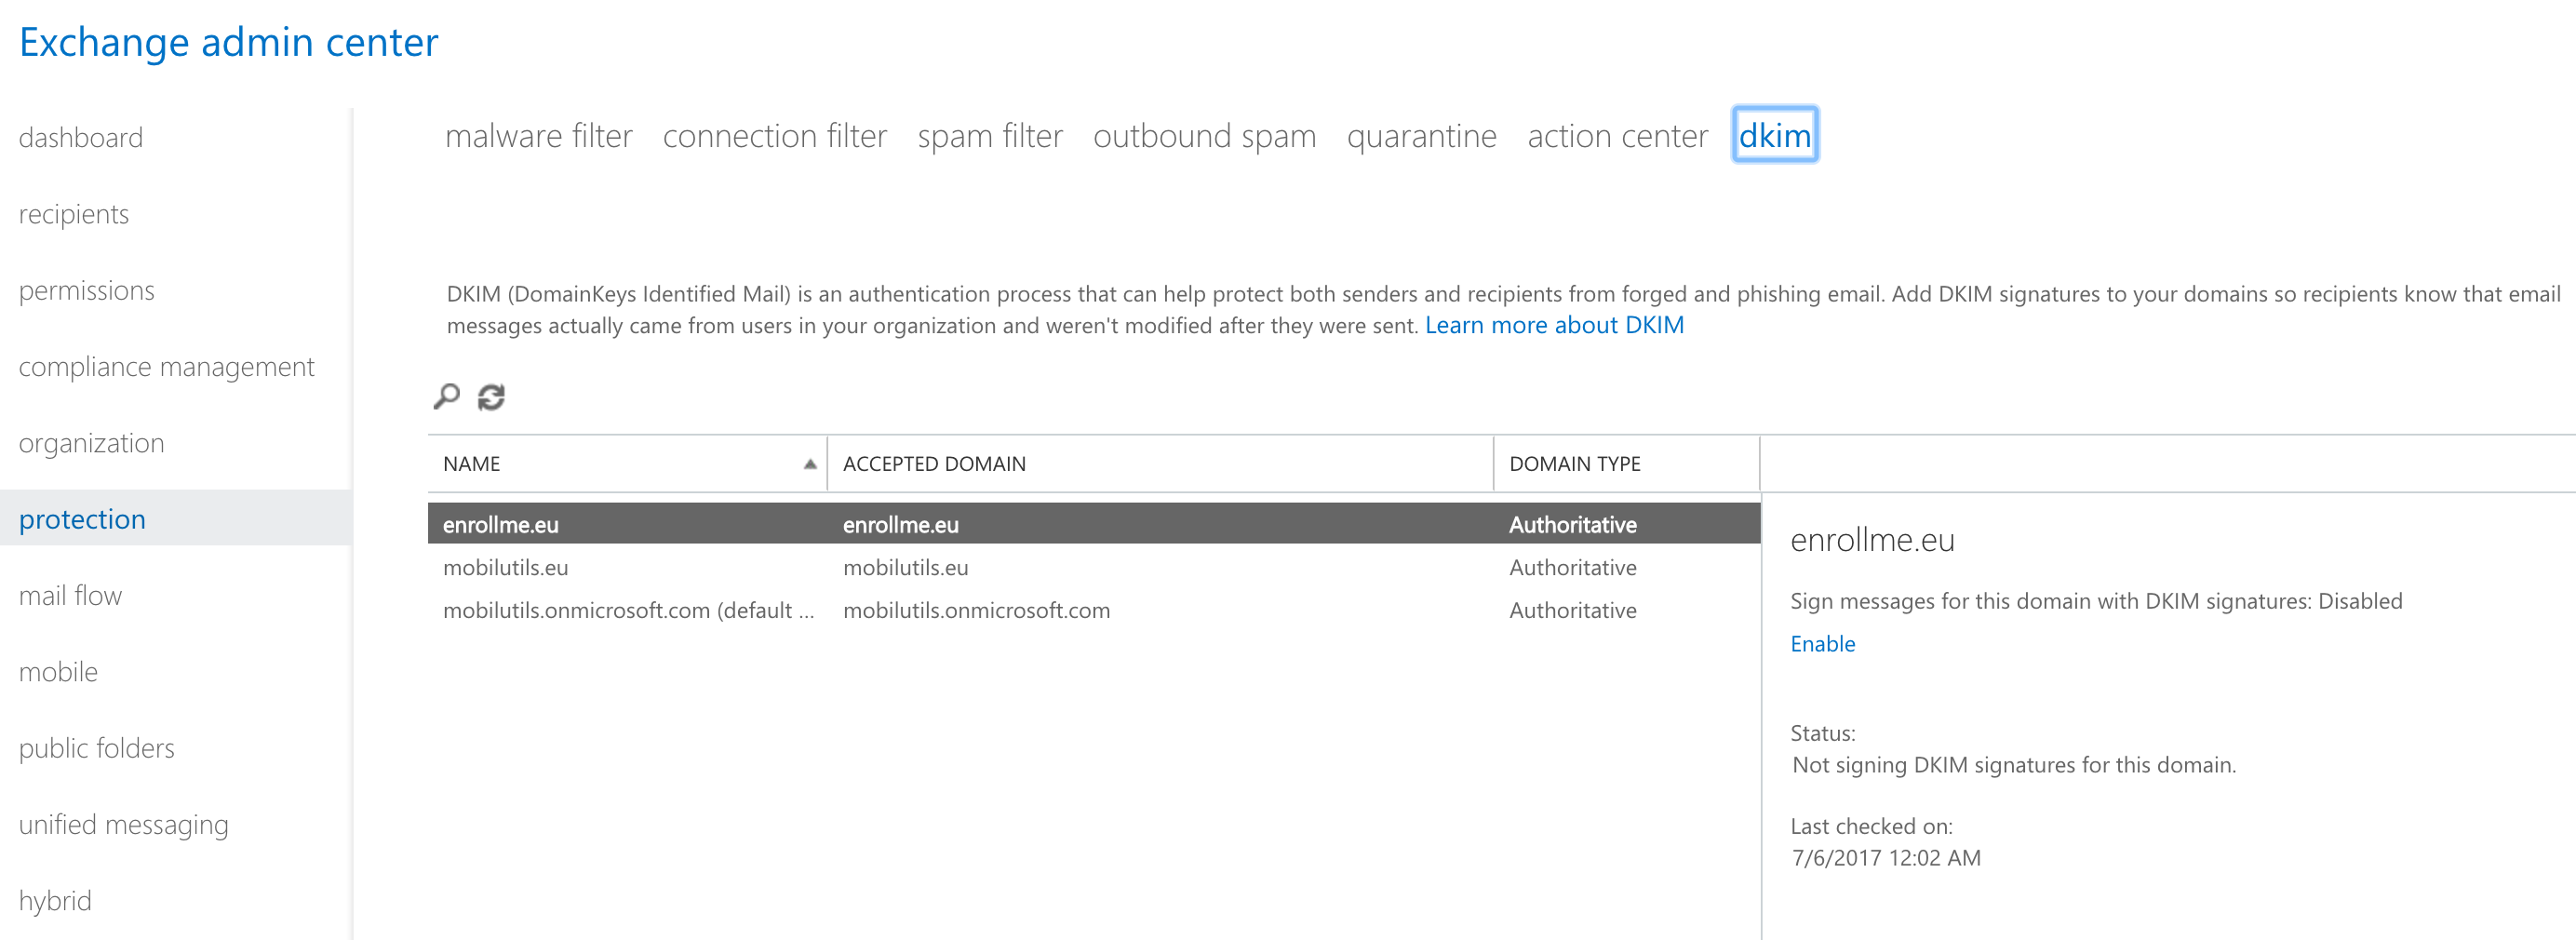 Exchange admin center
dashboard
recipients
permissions
compliance management
organization
protection
mail flow
mobile
public folders
unified messaging
hybrid
malware filter connection filter spam filter outbound spam quarantine action center dkim
DKIM (DomainKeys Identified Mail) is an authentication process that can help protect both senders and recipients from forged and phishing email. Add DKIM signatures to your domains so recipients know that email
messages actually came from users in your organization and weren't modified after they were sent. Learn more about DKIM
NAME ACCEPTED DOMAIN DOMAIN TYPE
enrollme.eu enrollme.eu Authoritative
mobilutils.eu mobilutils.eu Authoritative
mobilutils.onmicrosoft.com (default ... mobilutils.onmicrosoft.com Authoritative
enrollme.eu
Sign messages for this domain with DKIM signatures: Disabled
Enable
Status:
Not signing DKIM signatures for this domain.
Last checked on:
7/6/2017 12:02 AM